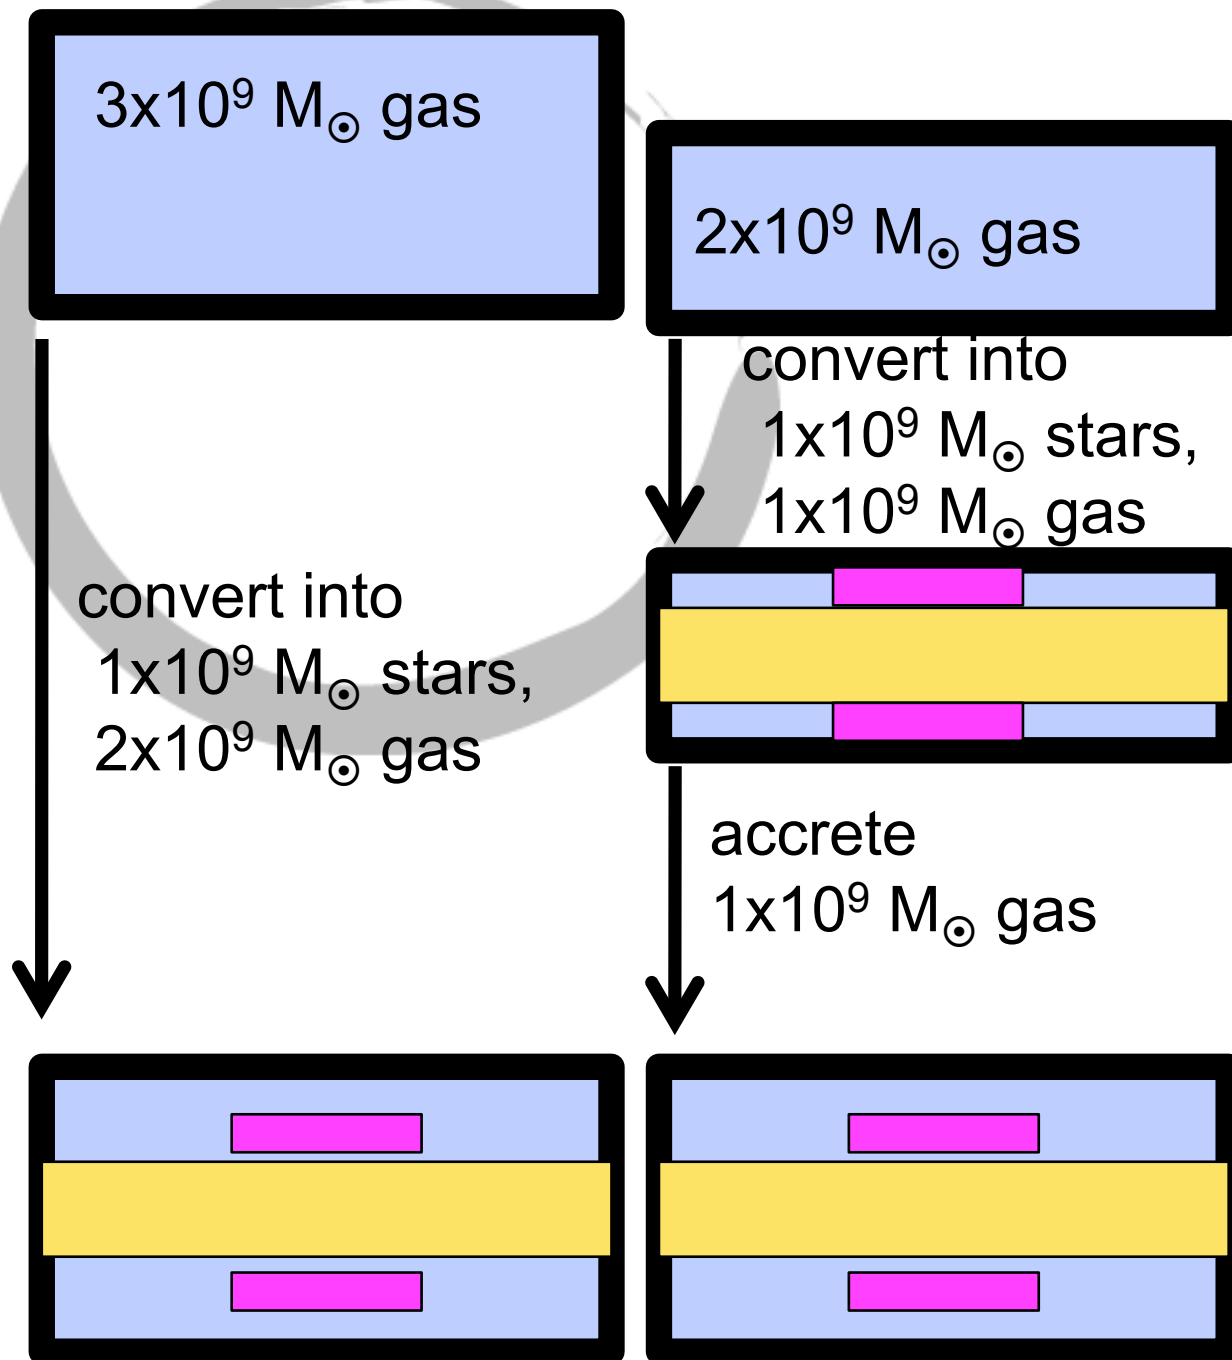 3x10⁹ M☉ gas
2x10⁹ M☉ gas
convert into
1x10⁹ M☉ stars,
1x10⁹ M☉ gas
convert into
1x10⁹ M☉ stars,
2x10⁹ M☉ gas
accrete
1x10⁹ M☉ gas